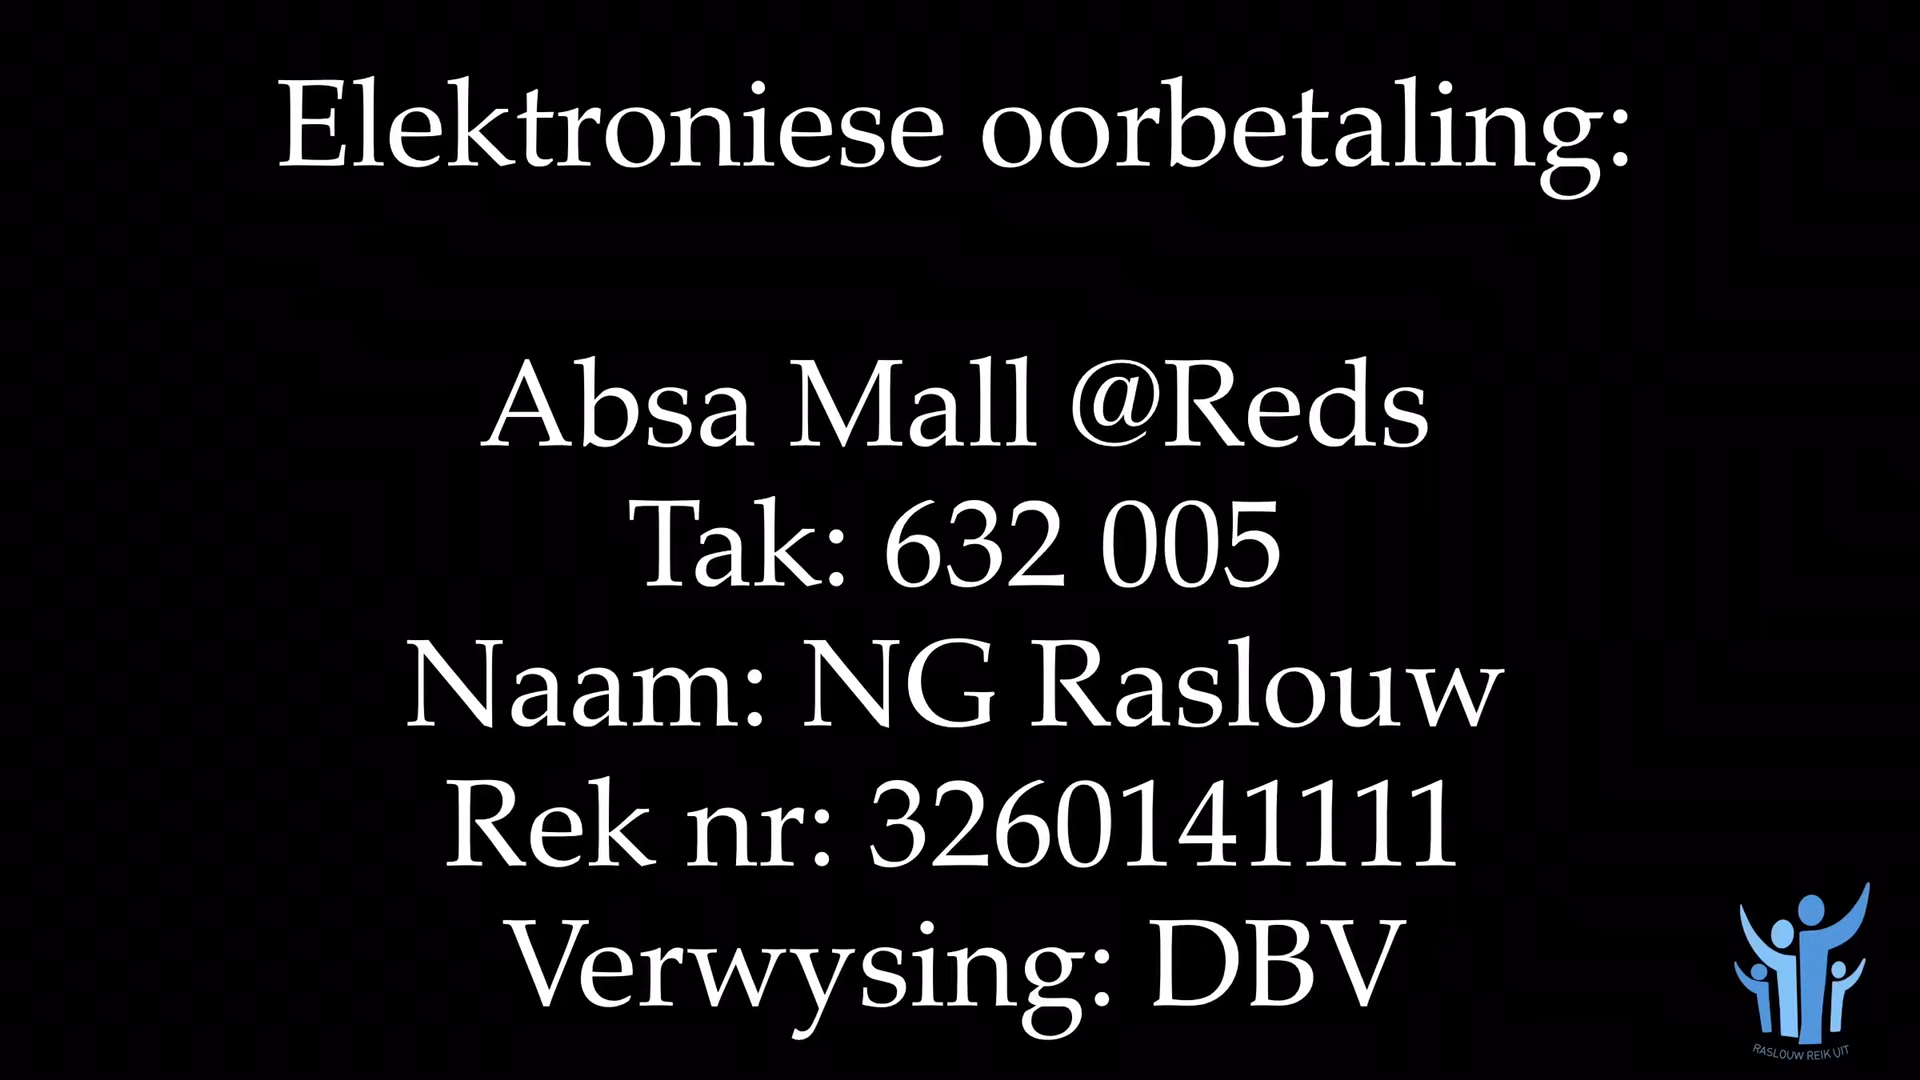 Elektroniese oorbetaling:
Absa Mall @Reds
Tak: 632 005
Naam: NG Raslouw
Rek nr: 3260141111
Verwysing: DBV
RASLOUW REIK UIT